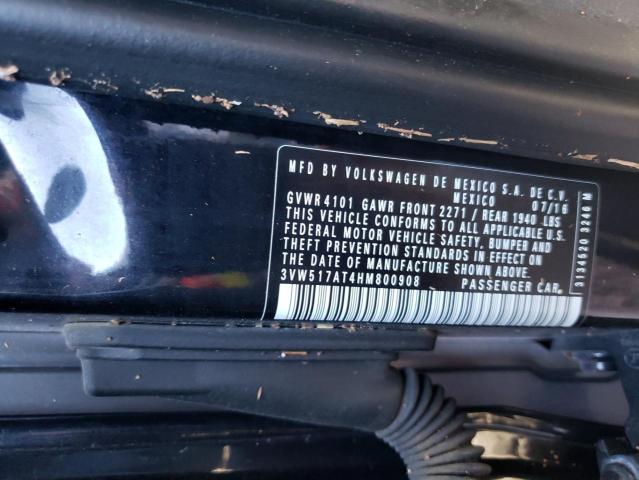 MFD BY VOLKSWAGEN DE MEXICO S.A. DE C.V.
MEXICO 07/16
GVWR 4101 GAWR FRONT 2271 / REAR 1940 LBS
THIS VEHICLE CONFORMS TO ALL APPLICABLE U.S.
FEDERAL MOTOR VEHICLE SAFETY, BUMPER AND
THEFT PREVENTION STANDARDS IN EFFECT ON
THE DATE OF MANUFACTURE SHOWN ABOVE.
3VW517AT4HM800908 PASSENGER CAR.
3134520 3246 M